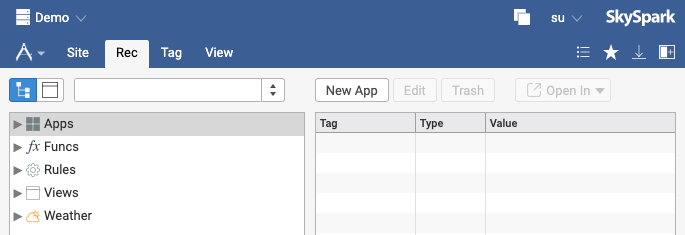 Demo su SkySpark
Site Rec Tag View
New App Edit Trash Open In
Tag Type Value
Apps
fx Funcs
Rules
Views
Weather